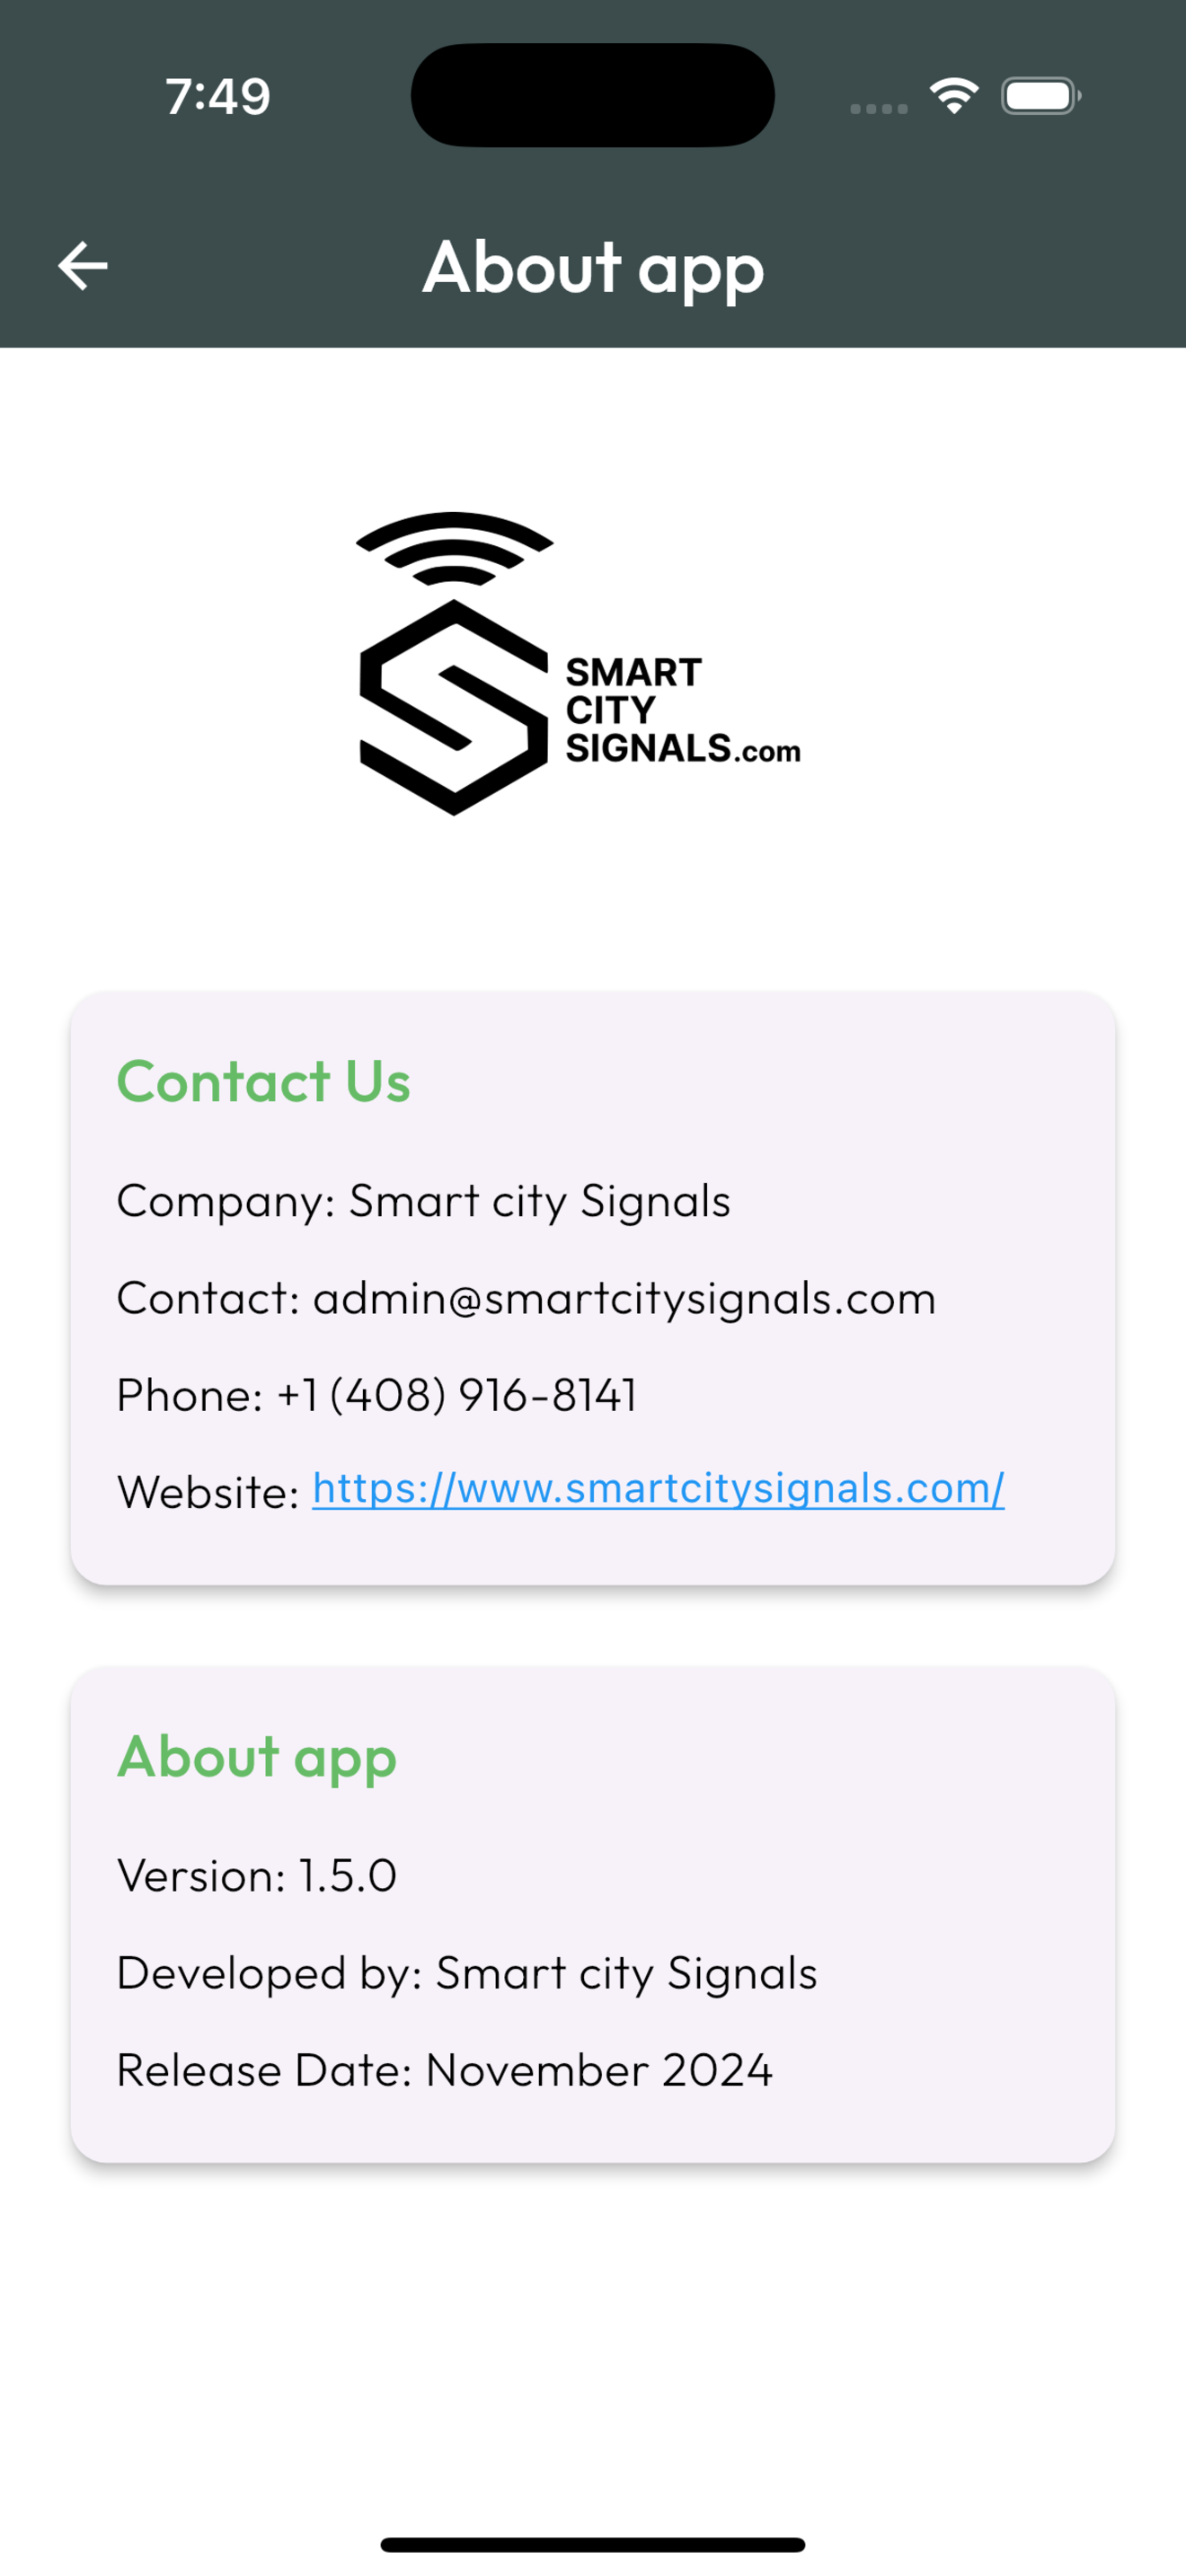 7:49
About app
SMART
CITY
SIGNALS.com
Contact Us
Company: Smart city Signals
Contact: admin@smartcitysignals.com
Phone: +1 (408) 916-8141
Website: https://www.smartcitysignals.com/
About app
Version: 1.5.0
Developed by: Smart city Signals
Release Date: November 2024